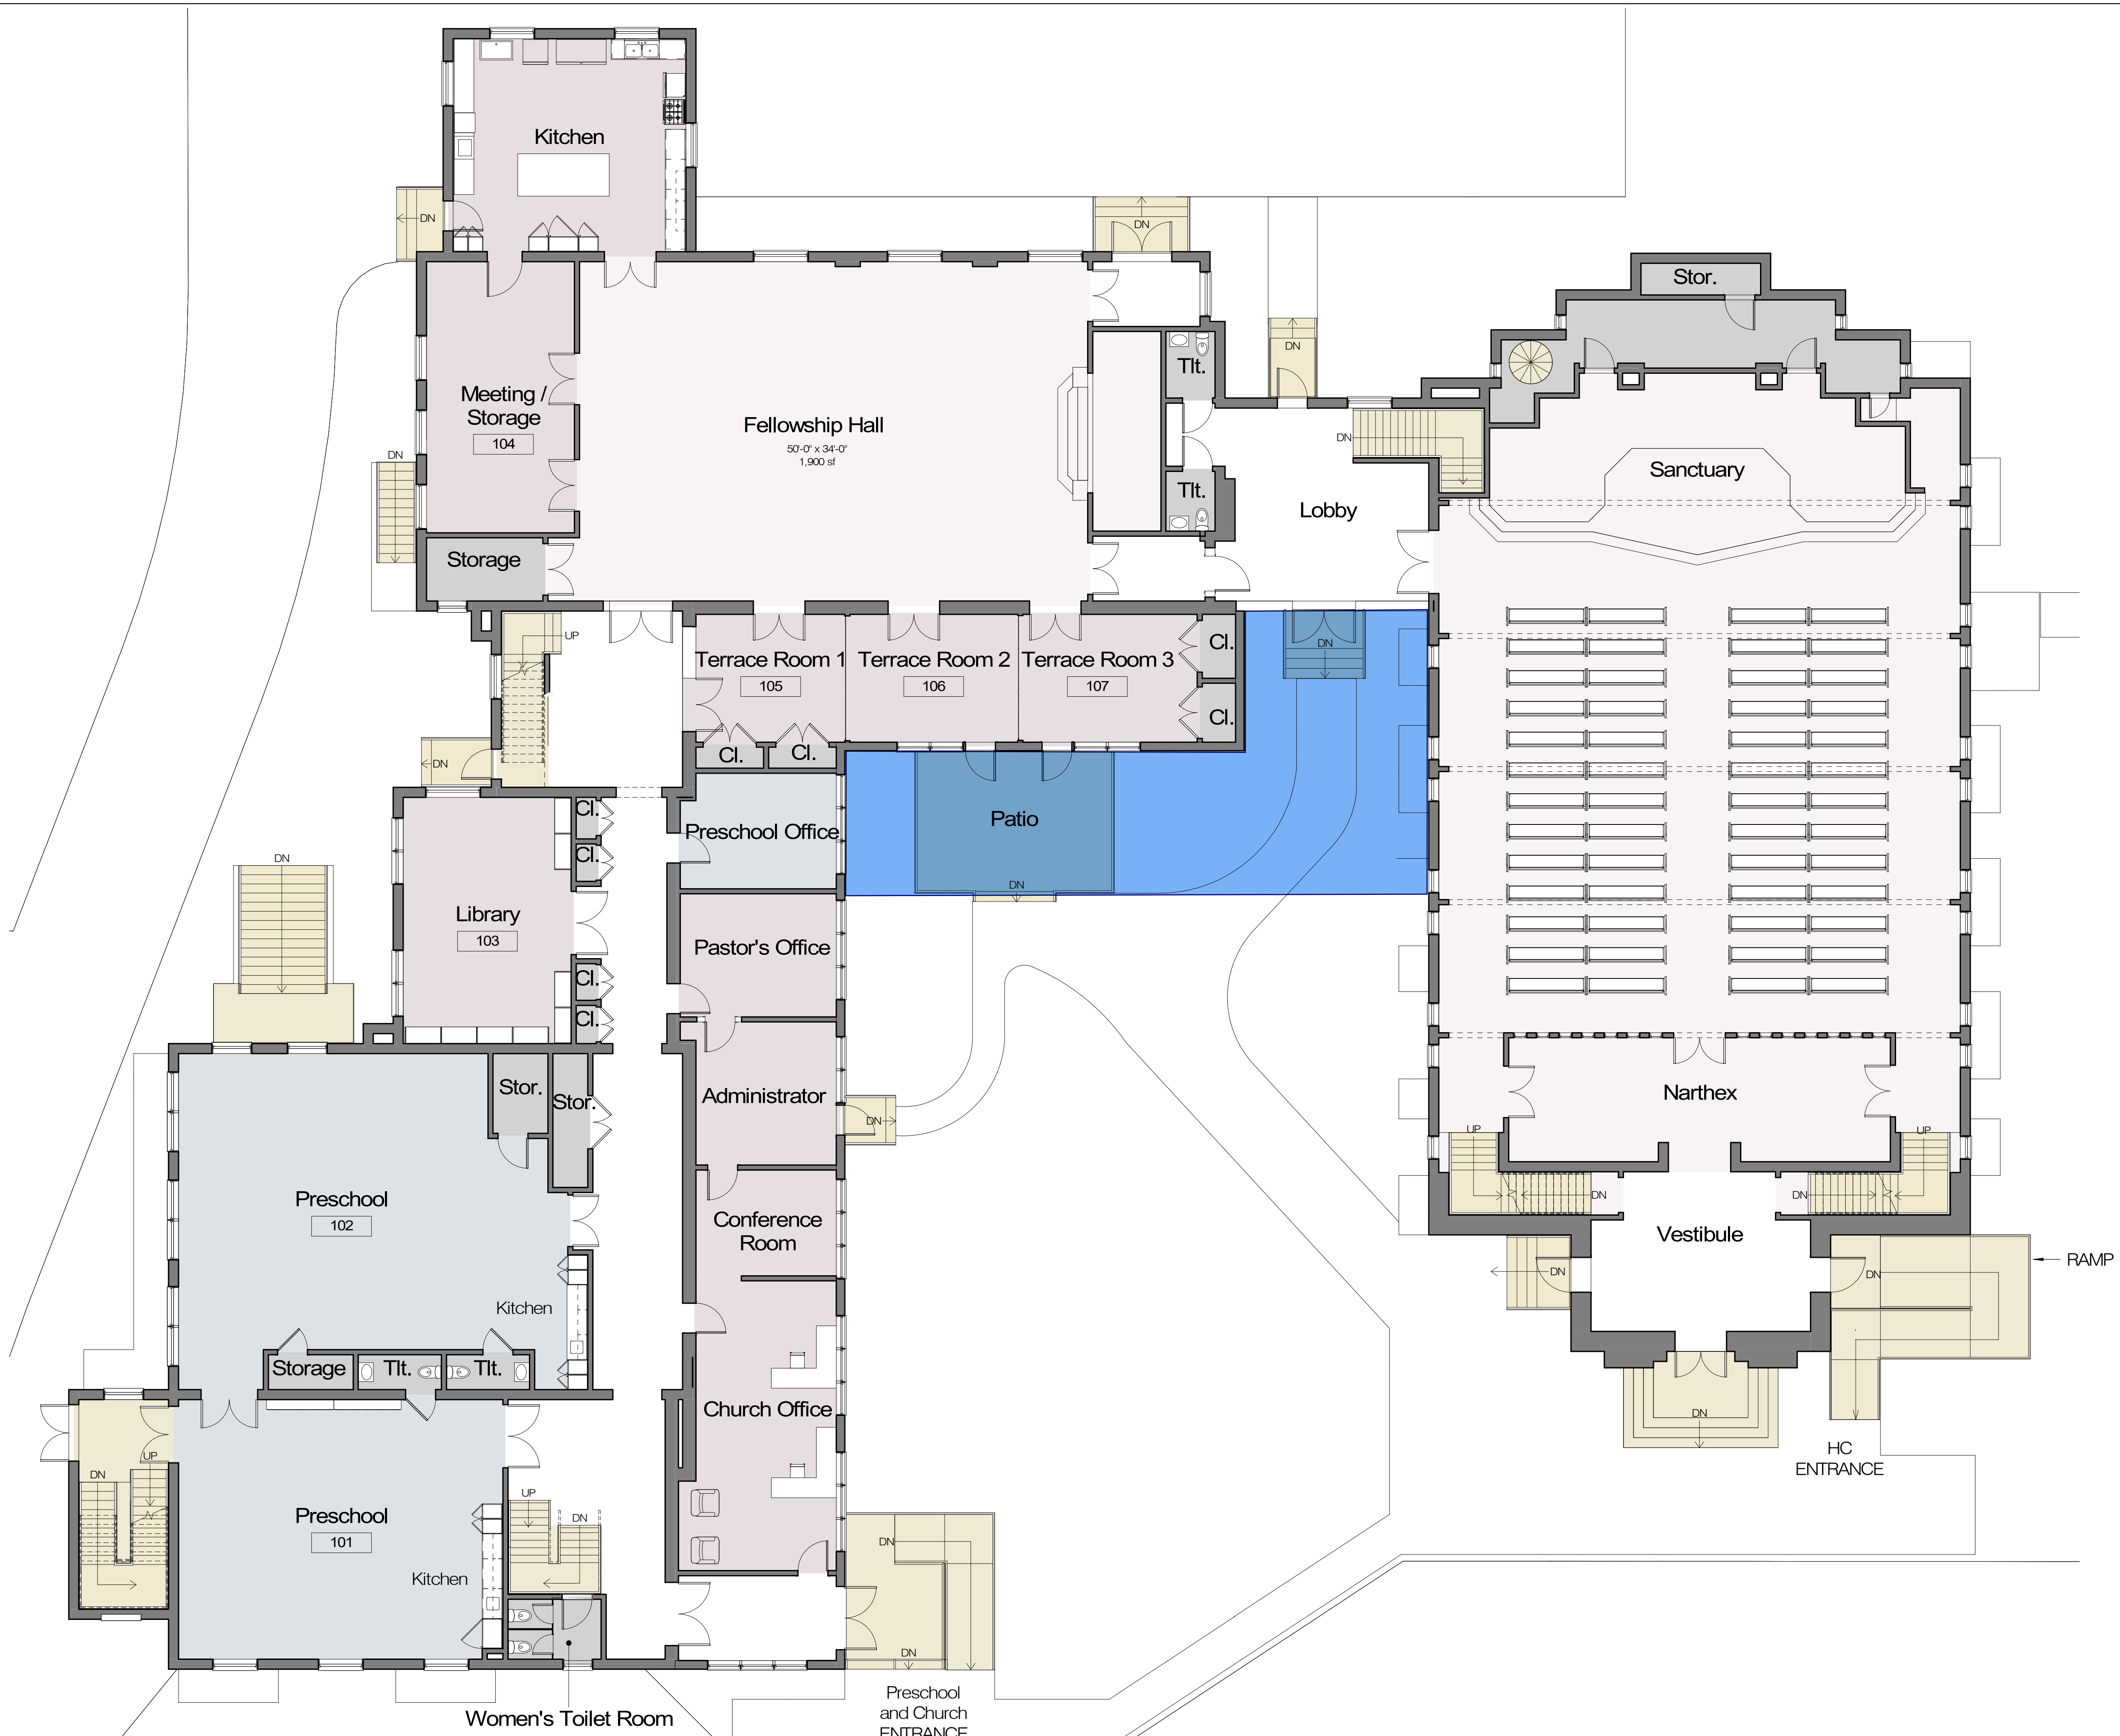 Kitchen
DN
DN
Stor.
Tlt.
DN
Meeting /
Storage
104
Fellowship Hall
50'-0" x 34'-0"
1,900 sf
DN
DN
Sanctuary
Tlt.
Lobby
Storage
UP
Terrace Room 1
105
Terrace Room 2
106
Terrace Room 3
107
Cl.
Cl.
DN
Cl.
Cl.
DN
Cl.
Preschool Office
Patio
DN
Cl.
DN
Library
103
Pastor's Office
Cl.
Cl.
Stor.
Stor.
Administrator
DN
Narthex
UP
UP
Preschool
102
Conference
Room
DN
DN
Vestibule
DN
DN
RAMP
Kitchen
Storage
Tlt.
Tlt.
Church Office
DN
HC
ENTRANCE
UP
DN
Preschool
101
UP
DN
DN
Kitchen
DN
Preschool
and Church
ENTRANCE
Women's Toilet Room